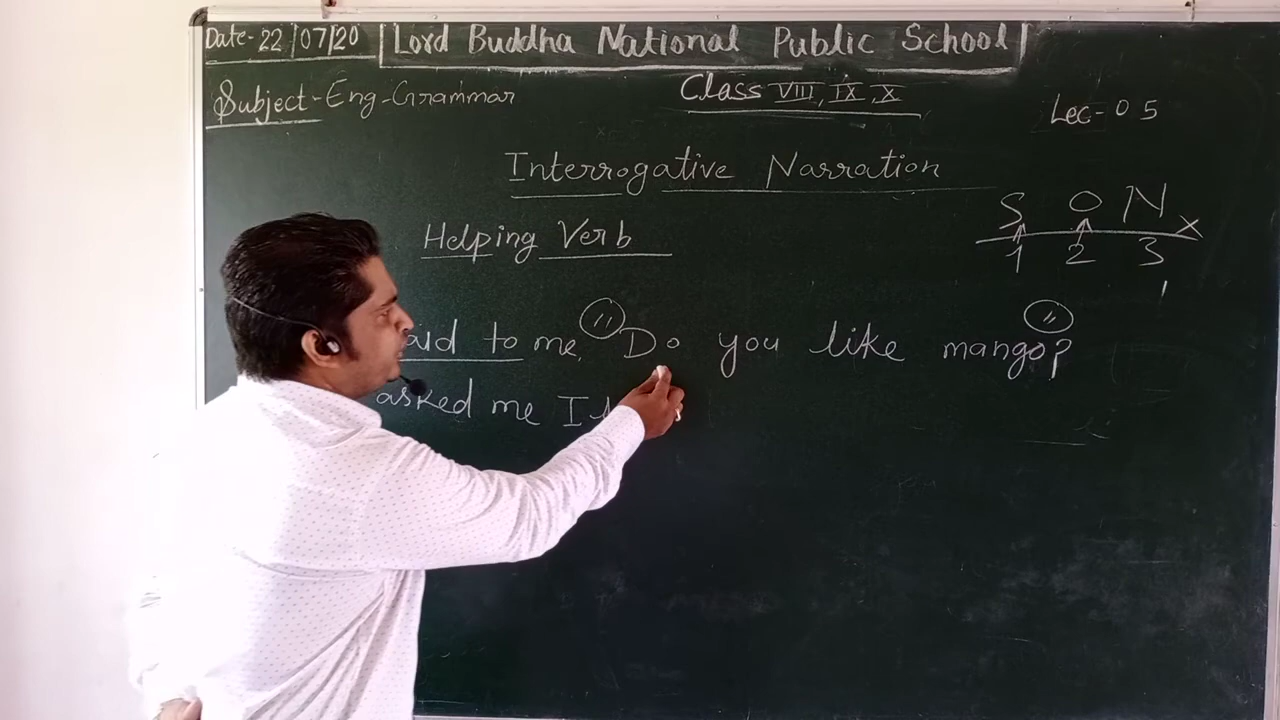 Date-22/07/20 Lord Buddha National Public School
Subject-Eng-Grammar Class VIII, IX, X
Lec-05
Interrogative Narration
S O N x
1 2 3
Helping Verb
aid to me, " Do you like mango? "
asked me